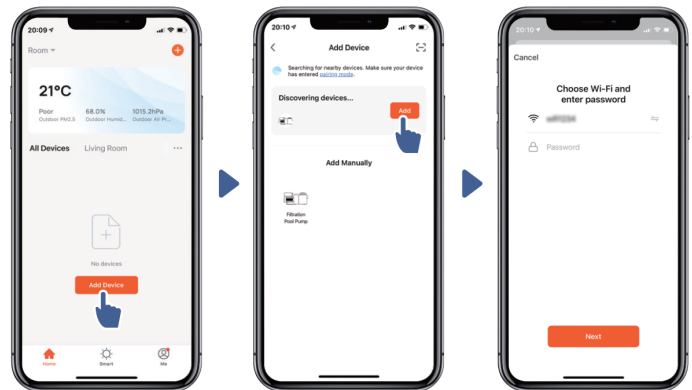 20:09
Room
21°C
Poor
Outdoor PM2.5
68.0%
Outdoor Humid...
1015.2hPa
Outdoor Air Pr...
All Devices
Living Room
...
No devices
Add Device
Home
Smart
Me
20:10
Add Device
Searching for nearby devices. Make sure your device
has entered pairing mode.
Discovering devices...
Add
Add Manually
Filtration
Pool Pump
20:10
Cancel
Choose Wi-Fi and
enter password
Password
Next